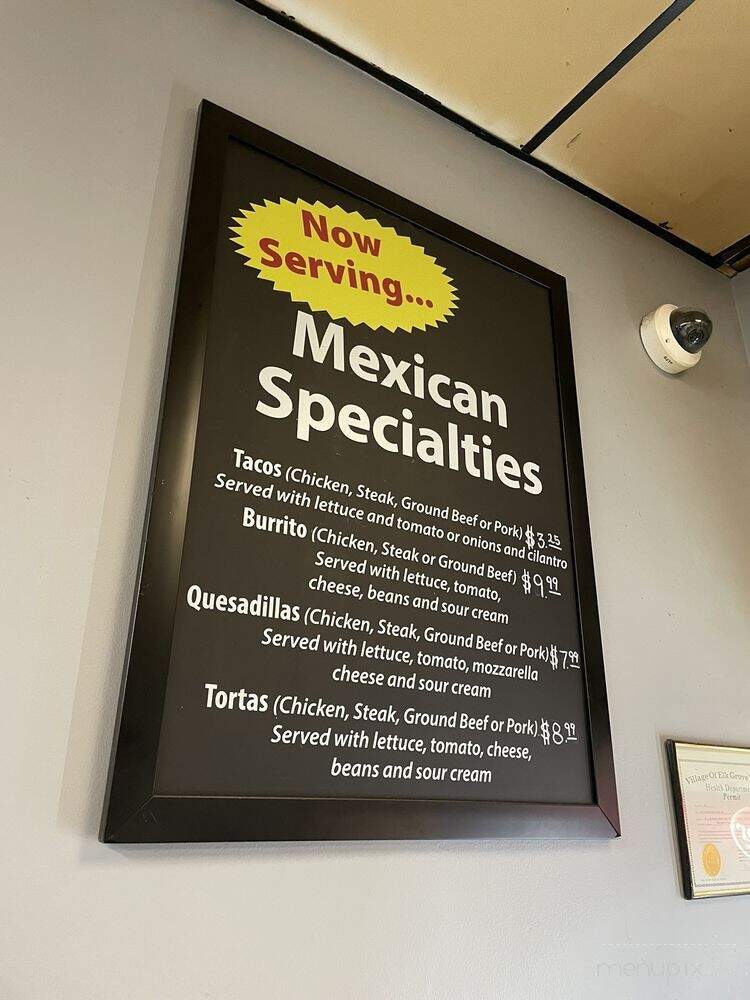 Now
Serving...
Mexican
Specialties
Tacos (Chicken, Steak, Ground Beef or Pork) $3.25
Served with lettuce and tomato or onions and cilantro
Burrito (Chicken, Steak or Ground Beef) $9.99
Served with lettuce, tomato,
cheese, beans and sour cream
Quesadillas (Chicken, Steak, Ground Beef or Pork) $7.99
Served with lettuce, tomato, mozzarella
cheese and sour cream
Tortas (Chicken, Steak, Ground Beef or Pork) $8.99
Served with lettuce, tomato, cheese,
beans and sour cream
Village Of Elk Grove
Health Departme
Permit
menupix